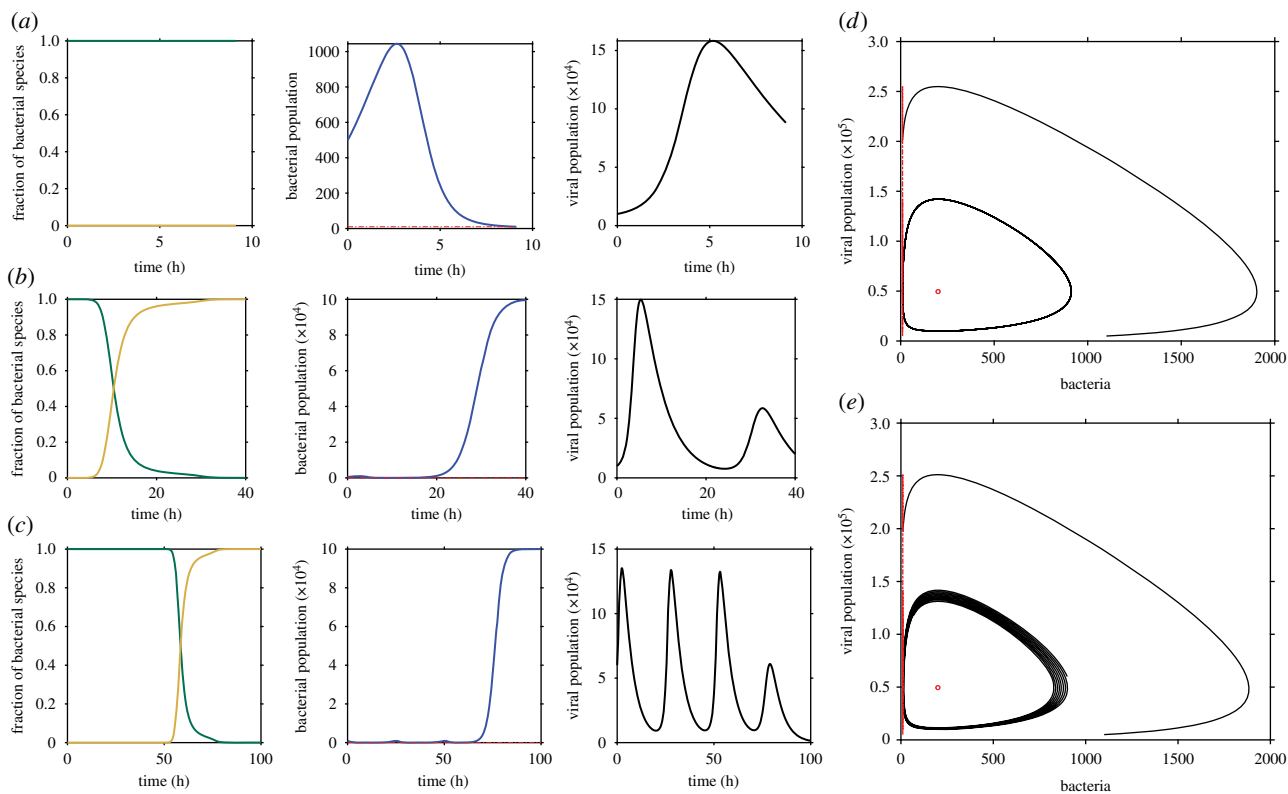 (a)
fraction of bacterial species
1.0
0.8
0.6
0.4
0.2
0
0 5 10
time (h)
bacterial population
1000
800
600
400
200
0
0 5 10
time (h)
viral population (×10⁴)
15
10
5
0
0 5 10
time (h)
(b)
fraction of bacterial species
1.0
0.8
0.6
0.4
0.2
0
0 20 40
time (h)
bacterial population (×10⁴)
10
8
6
4
2
0
0 20 40
time (h)
viral population (×10⁴)
15
10
5
0
0 20 40
time (h)
(c)
fraction of bacterial species
1.0
0.8
0.6
0.4
0.2
0
0 50 100
time (h)
bacterial population (×10⁴)
10
8
6
4
2
0
0 50 100
time (h)
viral population (×10⁴)
15
10
5
0
0 50 100
time (h)
(d)
viral population (×10⁵)
3.0
2.5
2.0
1.5
1.0
0.5
0
0 500 1000 1500 2000
bacteria
(e)
viral population (×10⁵)
3.0
2.5
2.0
1.5
1.0
0.5
0
0 500 1000 1500 2000
bacteria